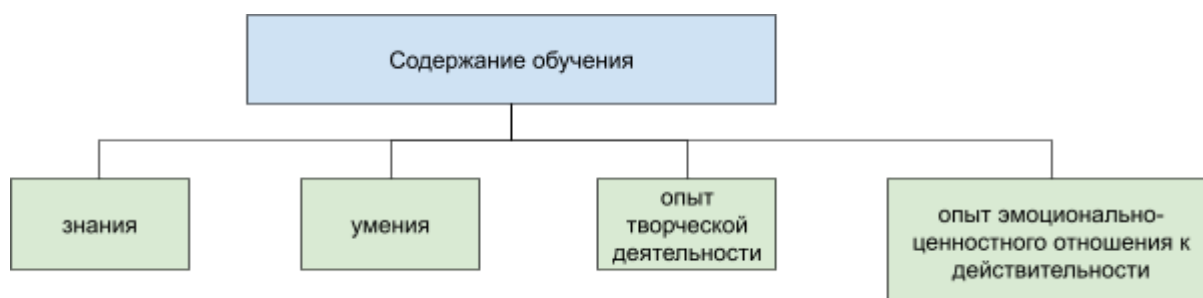 Содержание обучения
знания
умения
опыт
творческой
деятельности
опыт эмоционально-
ценностного отношения к
действительности